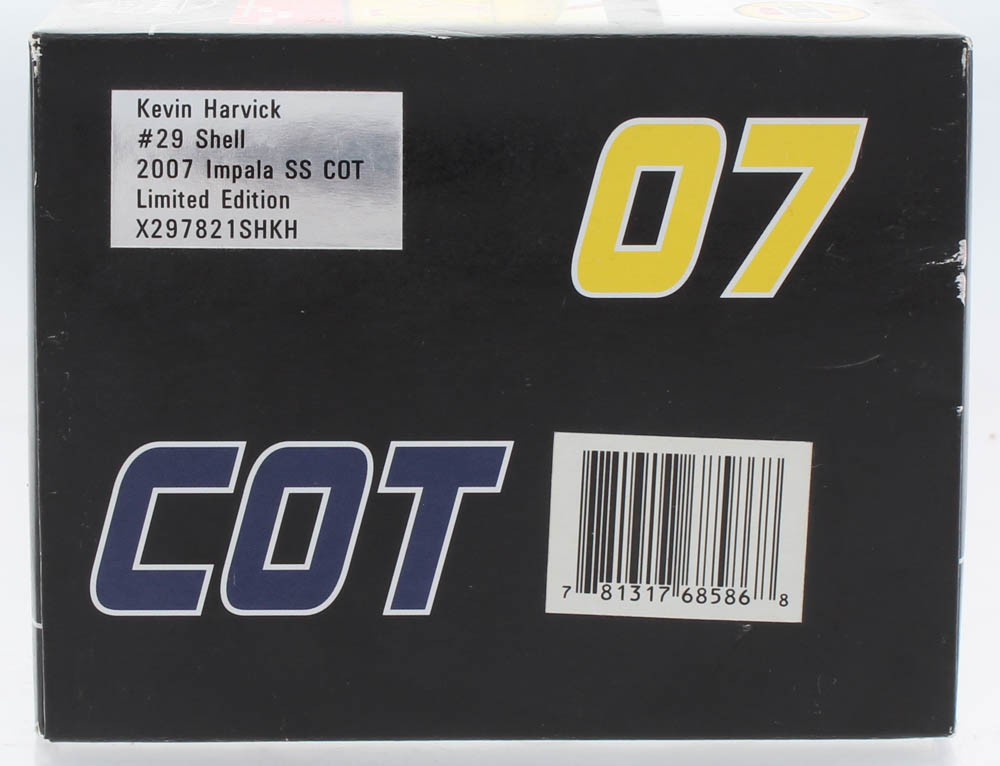 Kevin Harvick
#29 Shell
2007 Impala SS COT
Limited Edition
X297821SHKH
07
COT
7 81317 68586 8